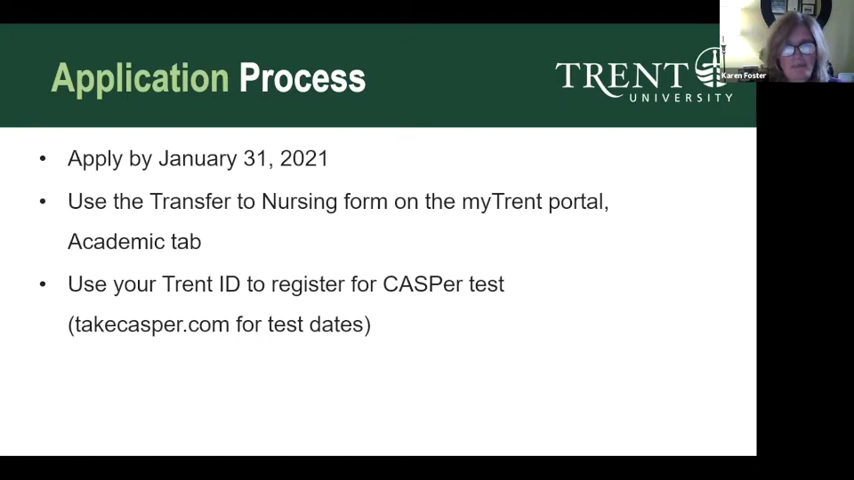 Application Process
TRENT
UNIVERSITY
Karen Foster
• Apply by January 31, 2021
• Use the Transfer to Nursing form on the myTrent portal,
Academic tab
• Use your Trent ID to register for CASPer test
(takecasper.com for test dates)